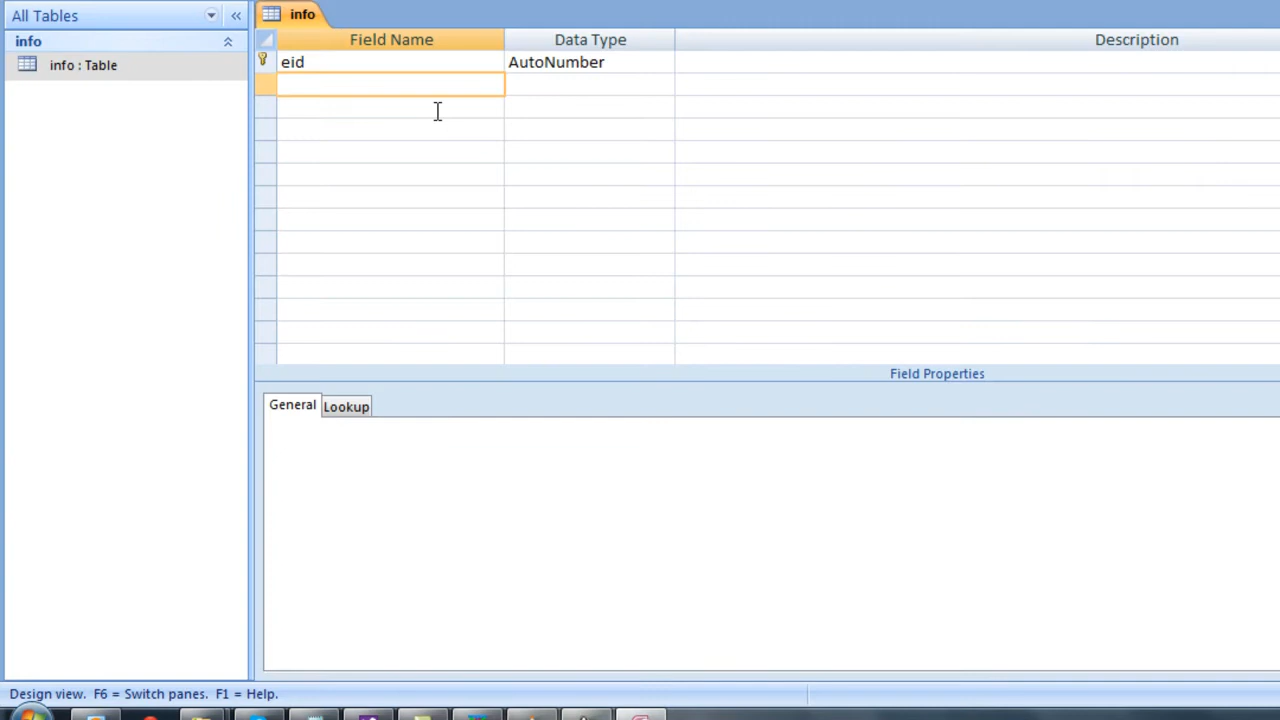 All Tables
info
info : Table
info
Field Name Data Type Description
eid AutoNumber
Field Properties
General Lookup
Design view. F6 = Switch panes. F1 = Help.